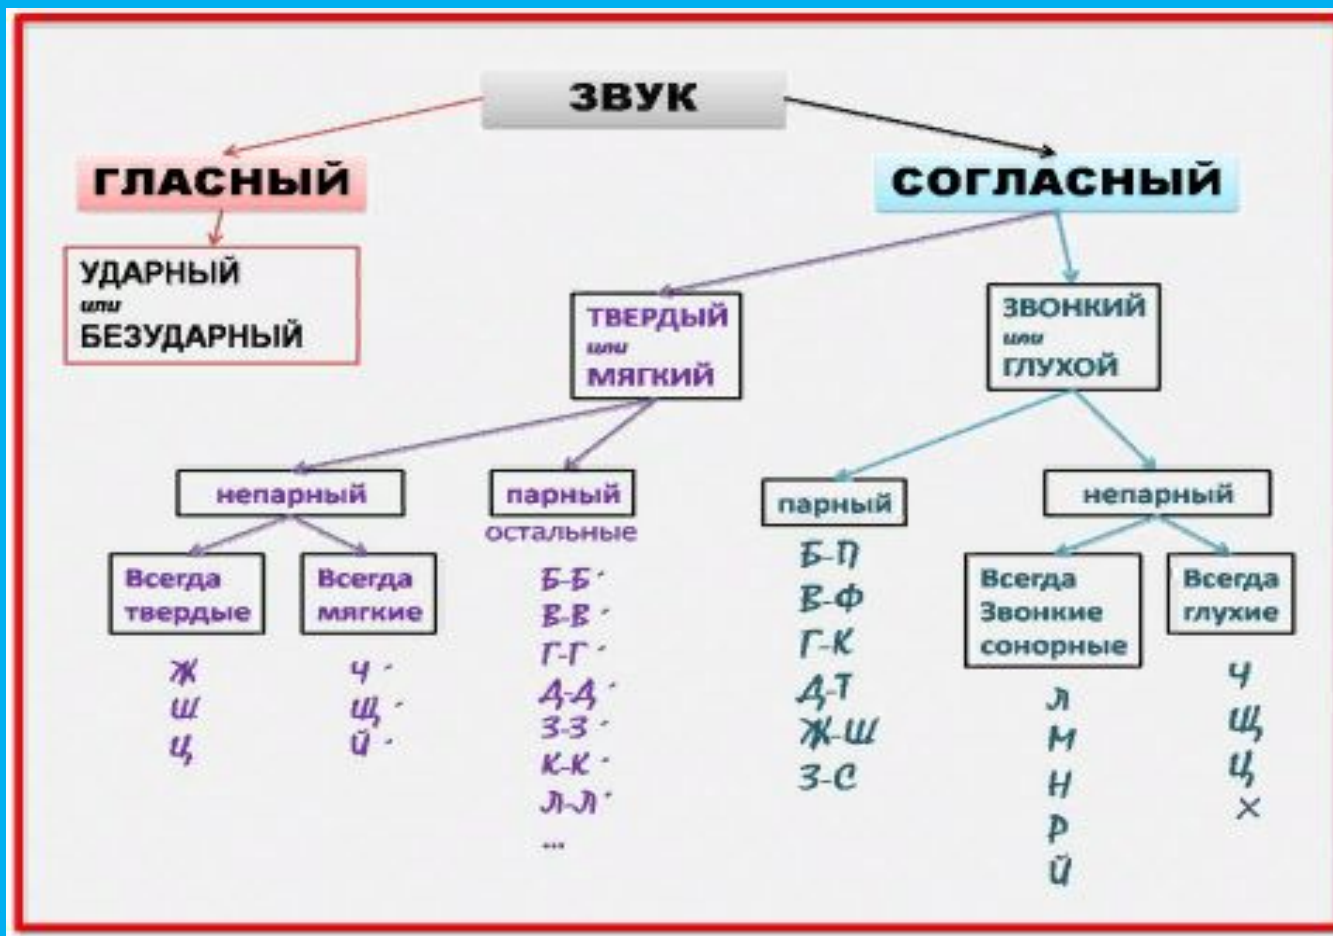 ЗВУК
ГЛАСНЫЙ
СОГЛАСНЫЙ
УДАРНЫЙ
или
БЕЗУДАРНЫЙ
ТВЕРДЫЙ
или
МЯГКИЙ
ЗВОНКИЙ
или
ГЛУХОЙ
непарный
Всегда
твердые
Ж
Ш
Ц
Всегда
мягкие
Ч'
Щ'
Й'
парный
остальные
Б-Б'
В-В'
Г-Г'
Д-Д'
З-З'
К-К'
Л-Л'
...
парный
Б-П
В-Ф
Г-К
Д-Т
Ж-Ш
З-С
непарный
Всегда
Звонкие
сонорные
Л
М
Н
Р
Й
Всегда
глухие
Ч
Щ
Ц
Х